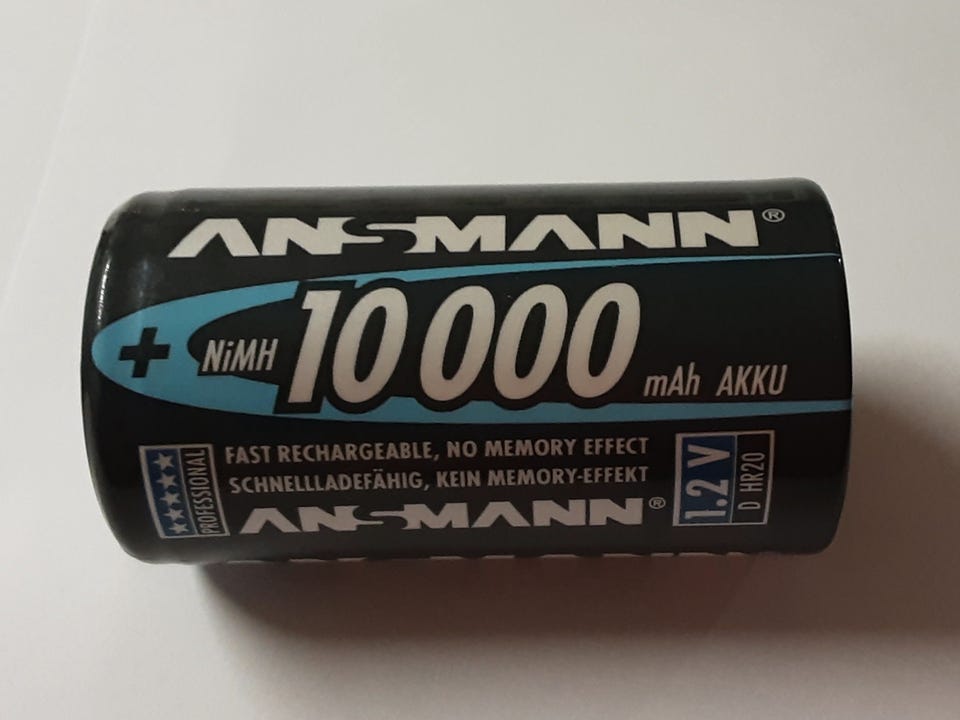 ANSMANN®
+ NiMH 10 000 mAh AKKU
FAST RECHARGEABLE, NO MEMORY EFFECT
SCHNELLLADEFÄHIG, KEIN MEMORY-EFFEKT
ANSMANN®
PROFESSIONAL
1.2 V
D HR20